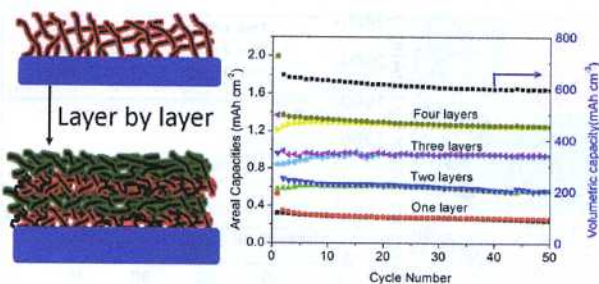 Layer by layer
Areal Capacities (mAh cm⁻²)
2.0
1.6
1.2
0.8
0.4
0.0
Four layers
Three layers
Two layers
One layer
0 10 20 30 40 50
Cycle Number
800
600
400
200
0
Volumetric capacity(mAh cm⁻³)